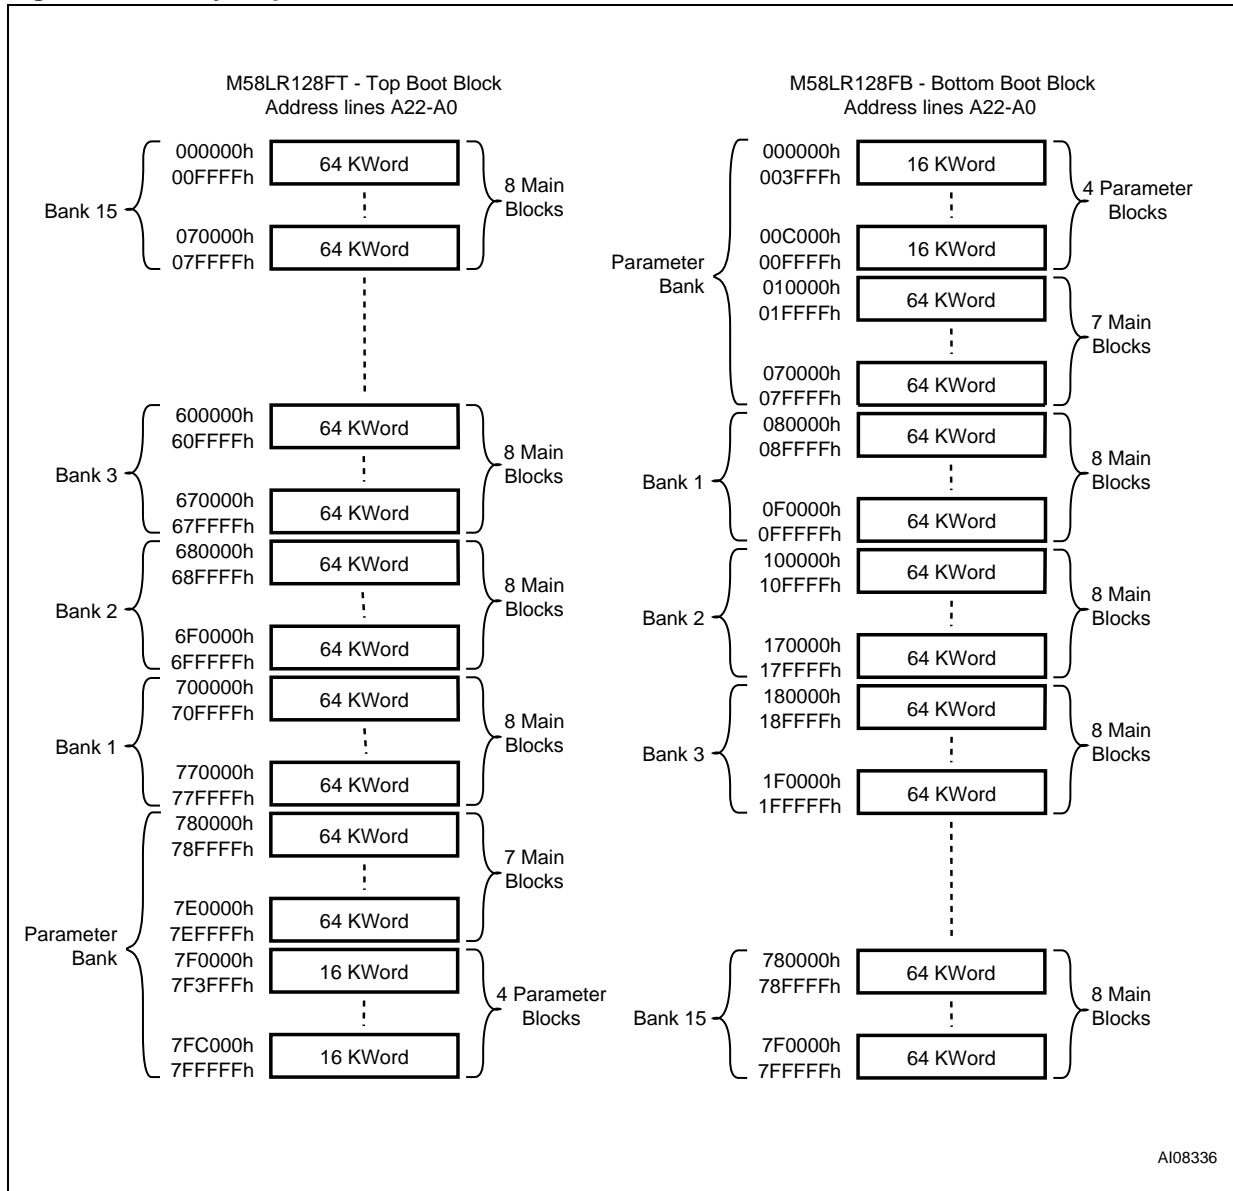 M58LR128FT - Top Boot Block
Address lines A22-A0
Bank 15
000000h
00FFFFh
64 KWord
070000h
07FFFFh
64 KWord
8 Main
Blocks
Bank 3
600000h
60FFFFh
64 KWord
670000h
67FFFFh
64 KWord
8 Main
Blocks
Bank 2
680000h
68FFFFh
64 KWord
6F0000h
6FFFFFh
64 KWord
8 Main
Blocks
Bank 1
700000h
70FFFFh
64 KWord
770000h
77FFFFh
64 KWord
8 Main
Blocks
Parameter
Bank
780000h
78FFFFh
64 KWord
7E0000h
7EFFFFh
64 KWord
7 Main
Blocks
7F0000h
7F3FFFh
16 KWord
7FC000h
7FFFFFh
16 KWord
4 Parameter
Blocks
M58LR128FB - Bottom Boot Block
Address lines A22-A0
Parameter
Bank
000000h
003FFFh
16 KWord
00C000h
00FFFFh
16 KWord
4 Parameter
Blocks
010000h
01FFFFh
64 KWord
070000h
07FFFFh
64 KWord
7 Main
Blocks
Bank 1
080000h
08FFFFh
64 KWord
0F0000h
0FFFFFh
64 KWord
8 Main
Blocks
Bank 2
100000h
10FFFFh
64 KWord
170000h
17FFFFh
64 KWord
8 Main
Blocks
Bank 3
180000h
18FFFFh
64 KWord
1F0000h
1FFFFFh
64 KWord
8 Main
Blocks
Bank 15
780000h
78FFFFh
64 KWord
7F0000h
7FFFFFh
64 KWord
8 Main
Blocks
AI08336